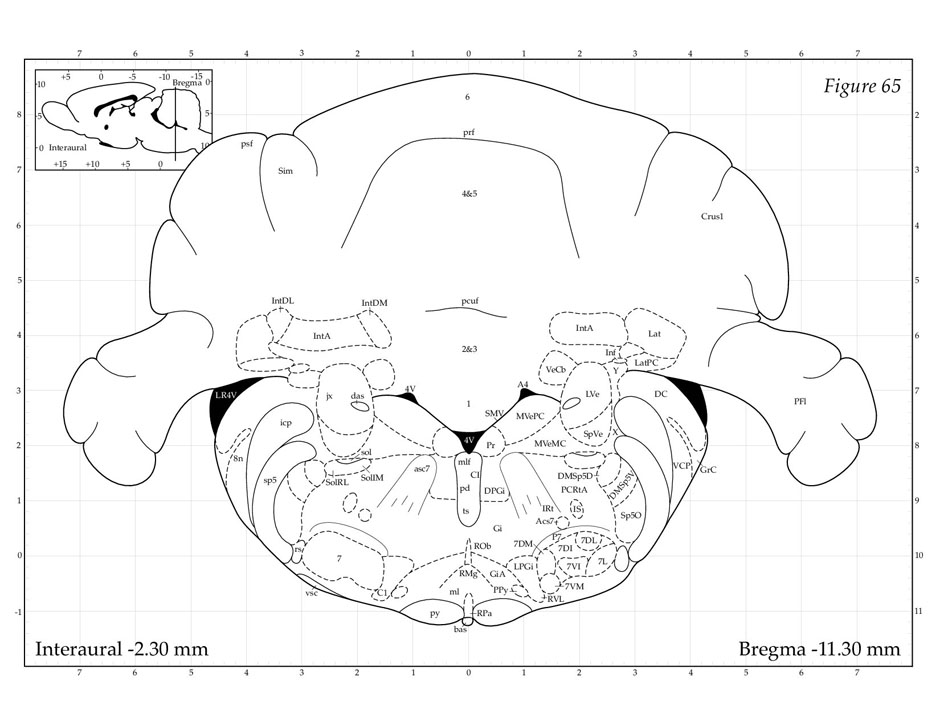 7 6 5 4 3 2 1 0 1 2 3 4 5 6 7
+5 0 -5 -10 -15
Bregma
10 0
Figure 65
6
8 2
5 5
prf
psf
0 Interaural 10
+15 +10 +5 0
7 3
Sim
4&5
Crus1
6 4
5 5
IntDL IntDM pcuf
IntA IntA Lat
4 6
2&3 Inf LatPC
VeCb Y
3 7
LR4V jx das 4V A4 LVe DC
1 PFl
icp SMV MVePC
SpVe X
2 8
4V Pr MVeMC
8n sol mlf
asc7 VCP GrC
sp5 SolRL SolIM CI DMSp5D DMSp5V
pd DPGi PCRtA
1 9
ts IRt IS Sp5O
Acs7
Gi P7
7DM 7DL
rs ROb 7DI
0 10
7 LPGi 7VI 7L
RMg GiA
vsc C1 ml PPy 7VM
RVL
-1 11
py RPa
bas
Interaural -2.30 mm Bregma -11.30 mm
7 6 5 4 3 2 1 0 1 2 3 4 5 6 7